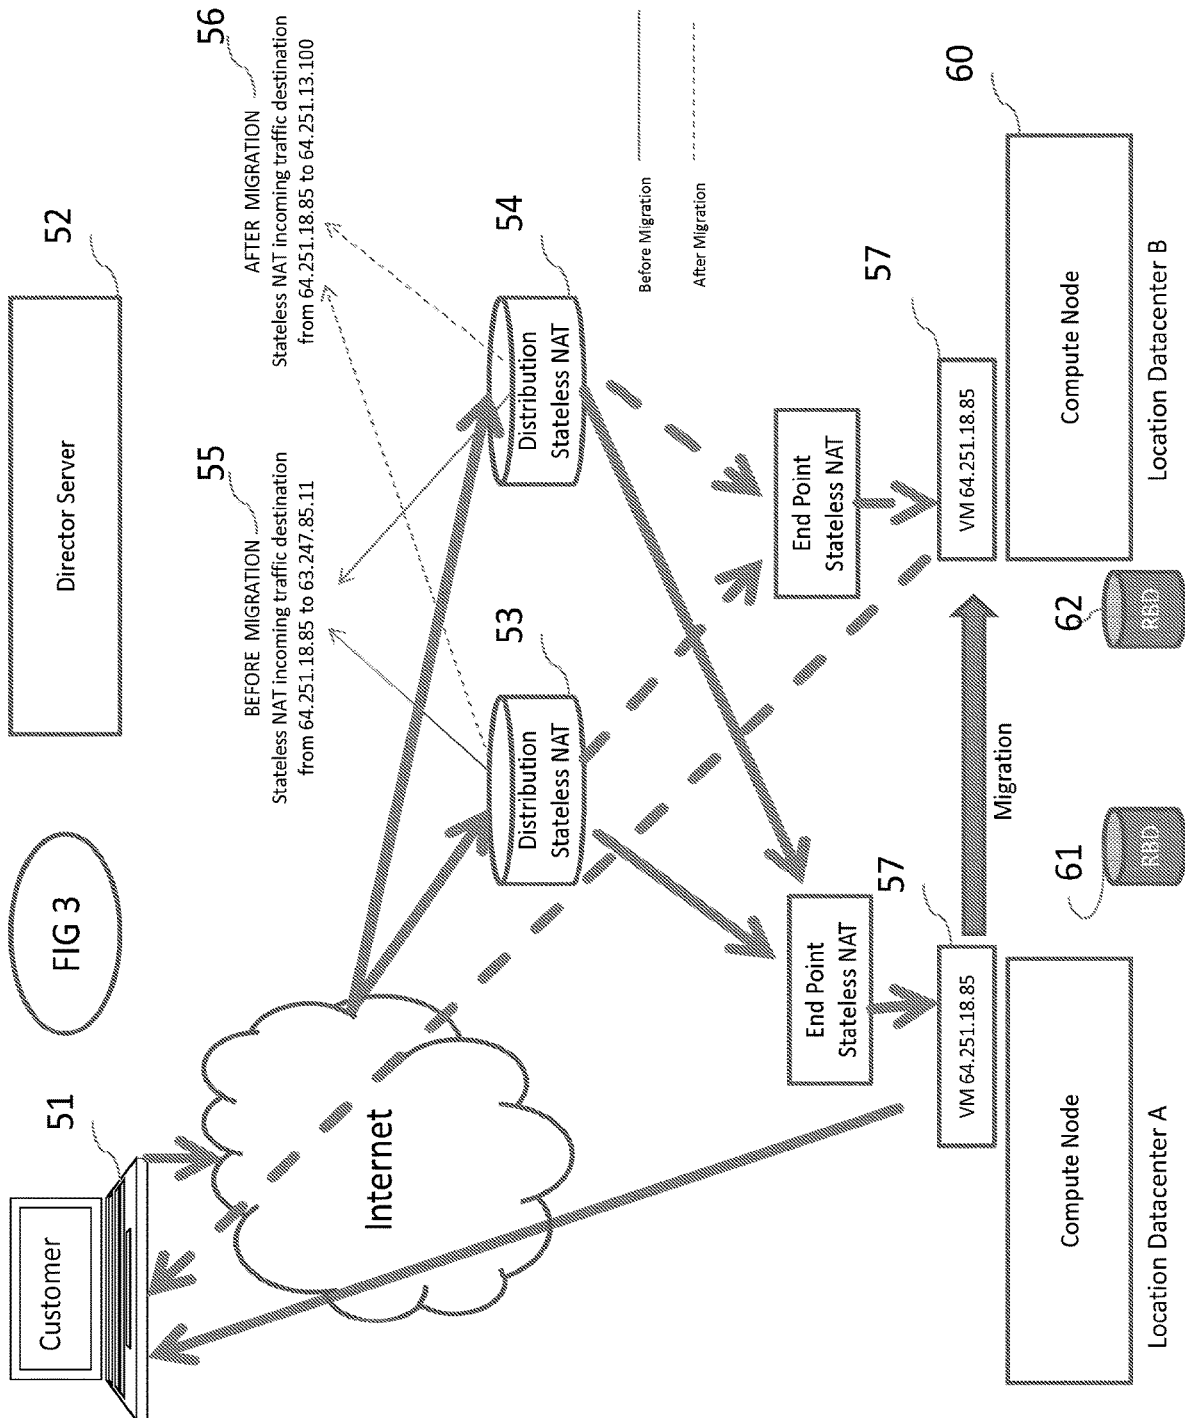 Customer
51
FIG 3
Director Server
52
BEFORE MIGRATION
55
Stateless NAT incoming traffic destination
from 64.251.18.85 to 63.247.85.11
AFTER MIGRATION
56
Stateless NAT incoming traffic destination
from 64.251.18.85 to 64.251.13.100
Internet
Distribution
Stateless NAT
53
Distribution
Stateless NAT
54
Before Migration
After Migration
End Point
Stateless NAT
End Point
Stateless NAT
VM 64.251.18.85
57
Migration
VM 64.251.18.85
57
Compute Node
61
RBD
62
RBD
Compute Node
60
Location Datacenter A
Location Datacenter B